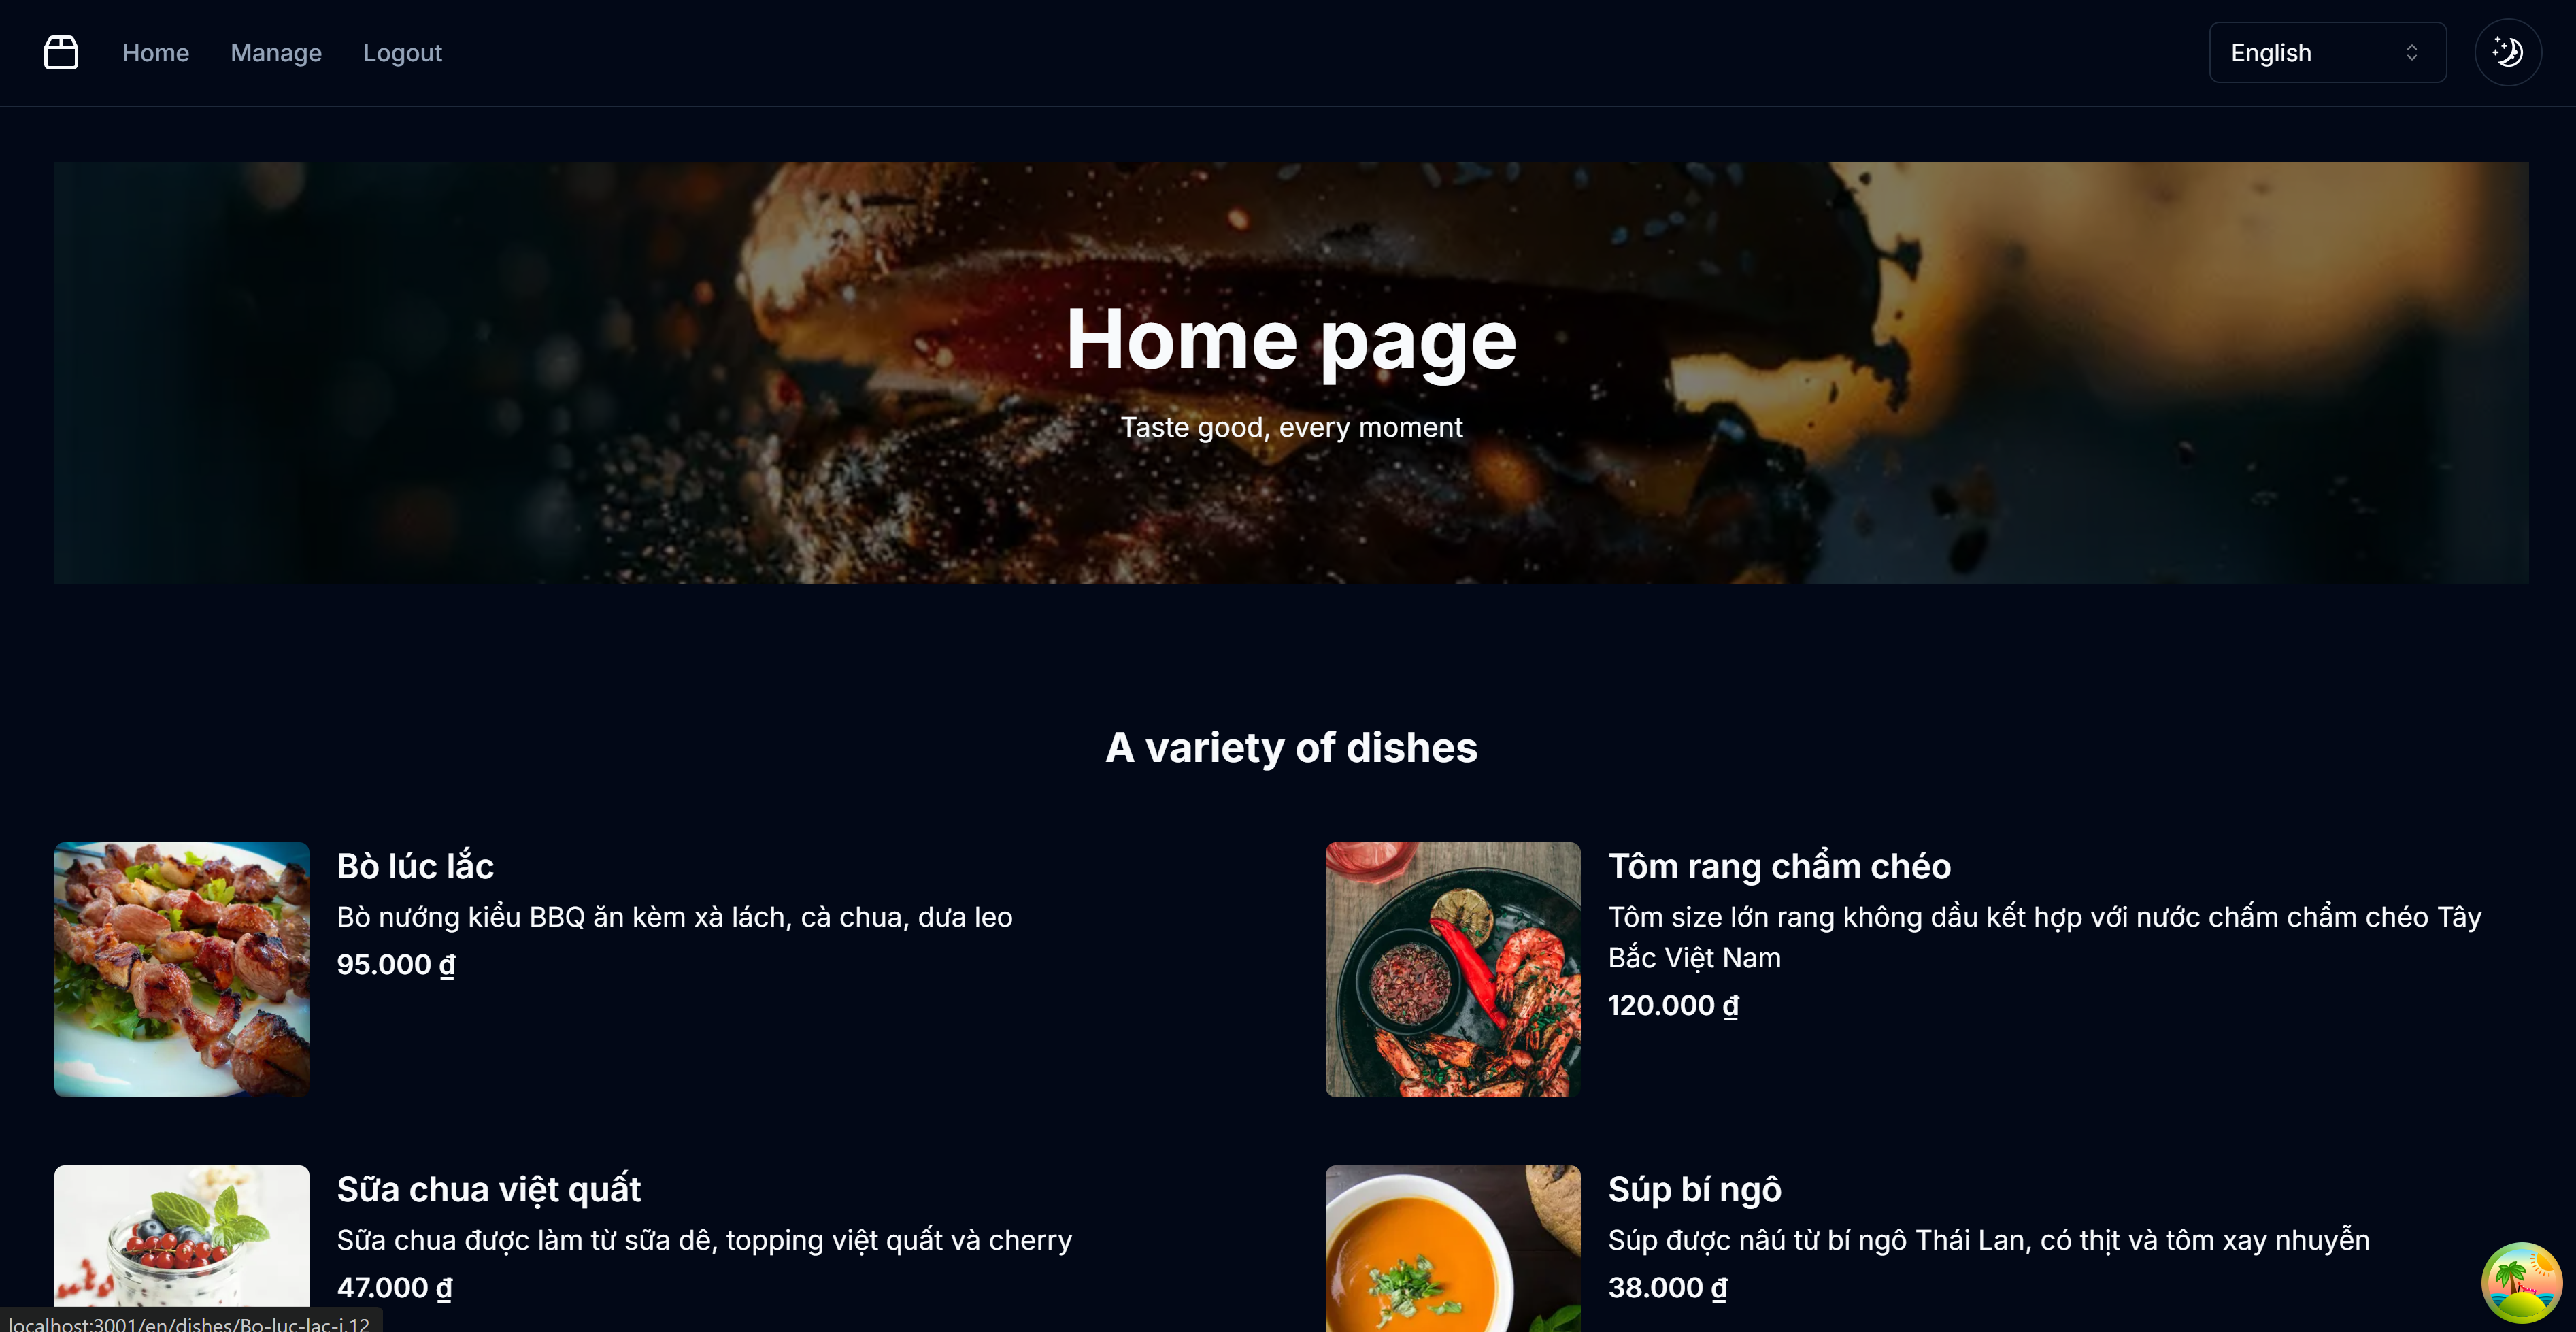 Home Manage Logout English
Home page
Taste good, every moment
A variety of dishes
Bò lúc lắc
Bò nướng kiểu BBQ ăn kèm xà lách, cà chua, dưa leo
95.000 ₫
Tôm rang chẩm chéo
Tôm size lớn rang không dầu kết hợp với nước chấm chẩm chéo Tây
Bắc Việt Nam
120.000 ₫
Sữa chua việt quất
Sữa chua được làm từ sữa dê, topping việt quất và cherry
47.000 ₫
Súp bí ngô
Súp được nấu từ bí ngô Thái Lan, có thịt và tôm xay nhuyễn
38.000 ₫
localhost:3001/en/dishes/Bo-luc-lac-i.12